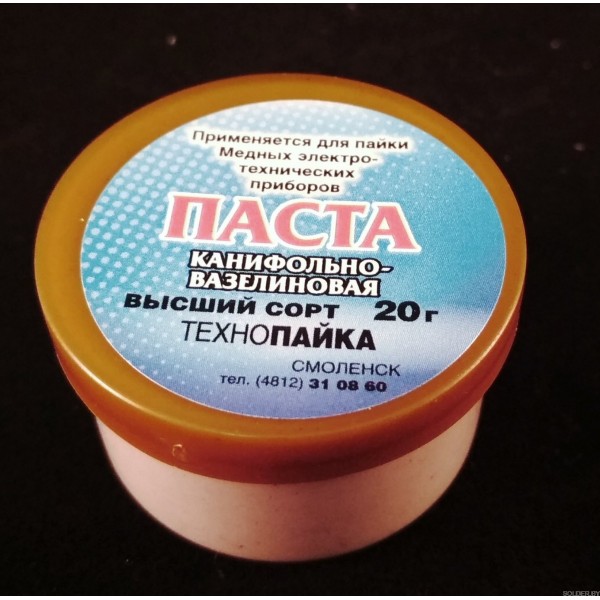 Применяется для пайки
Медных электро-
технических
приборов
ПАСТА
КАНИФОЛЬНО-
ВАЗЕЛИНОВАЯ
ВЫСШИЙ СОРТ 20 г
ТЕХНОПАЙКА
СМОЛЕНСК
тел. (4812) 31 08 60
SOLDER.BY